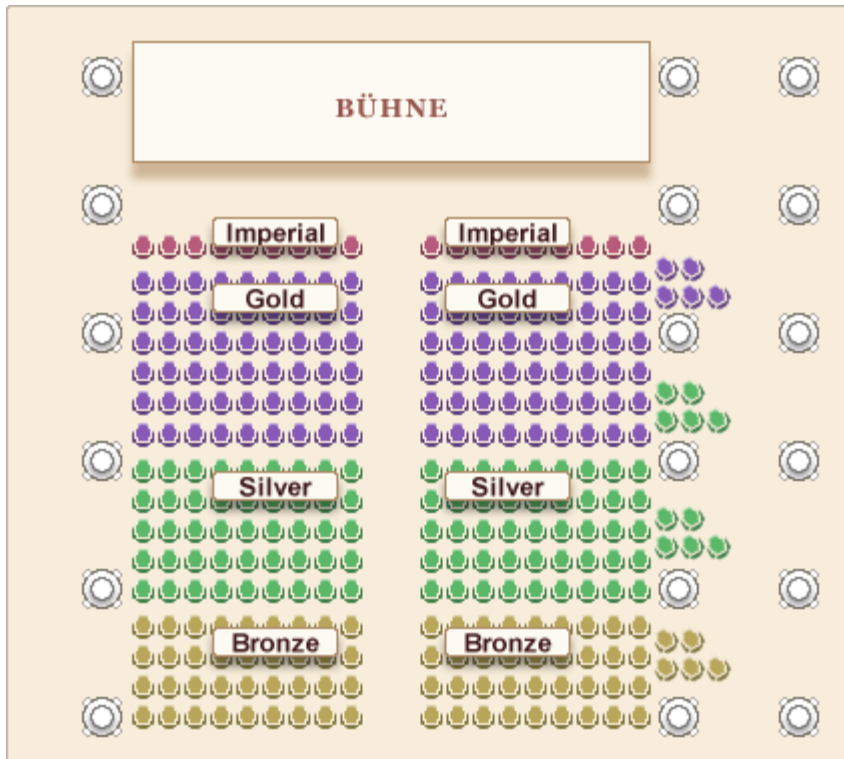 BÜHNE
Imperial Imperial
Gold Gold
Silver Silver
Bronze Bronze